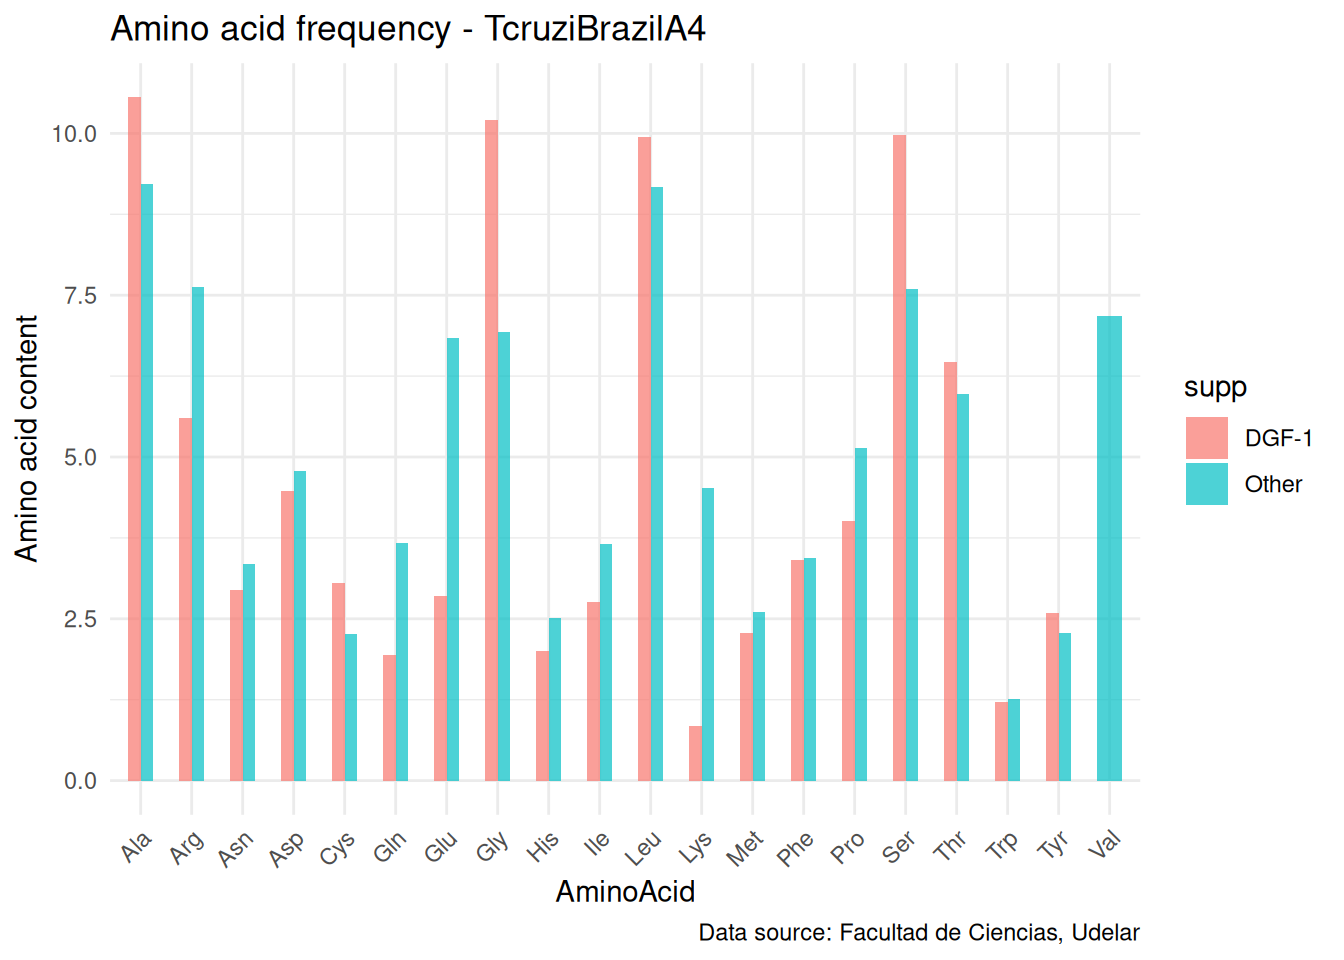 Amino acid frequency - TcruziBrazilA4
Amino acid content
10.0
7.5
5.0
2.5
0.0
Ala Arg Asn Asp Cys Gln Glu Gly His Ile Leu Lys Met Phe Pro Ser Thr Trp Tyr Val
AminoAcid
supp
DGF-1
Other
Data source: Facultad de Ciencias, Udelar